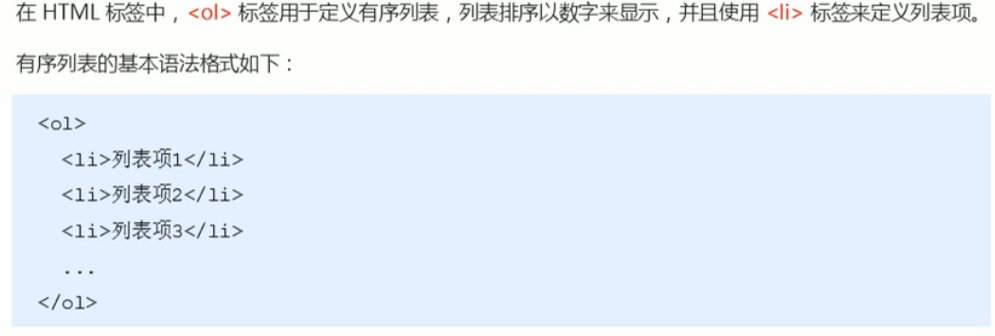 在 HTML 标签中，<ol> 标签用于定义有序列表，列表排序以数字来显示，并且使用 <li> 标签来定义列表项。
有序列表的基本语法格式如下：
<ol>
<li>列表项1</li>
<li>列表项2</li>
<li>列表项3</li>
...
</ol>